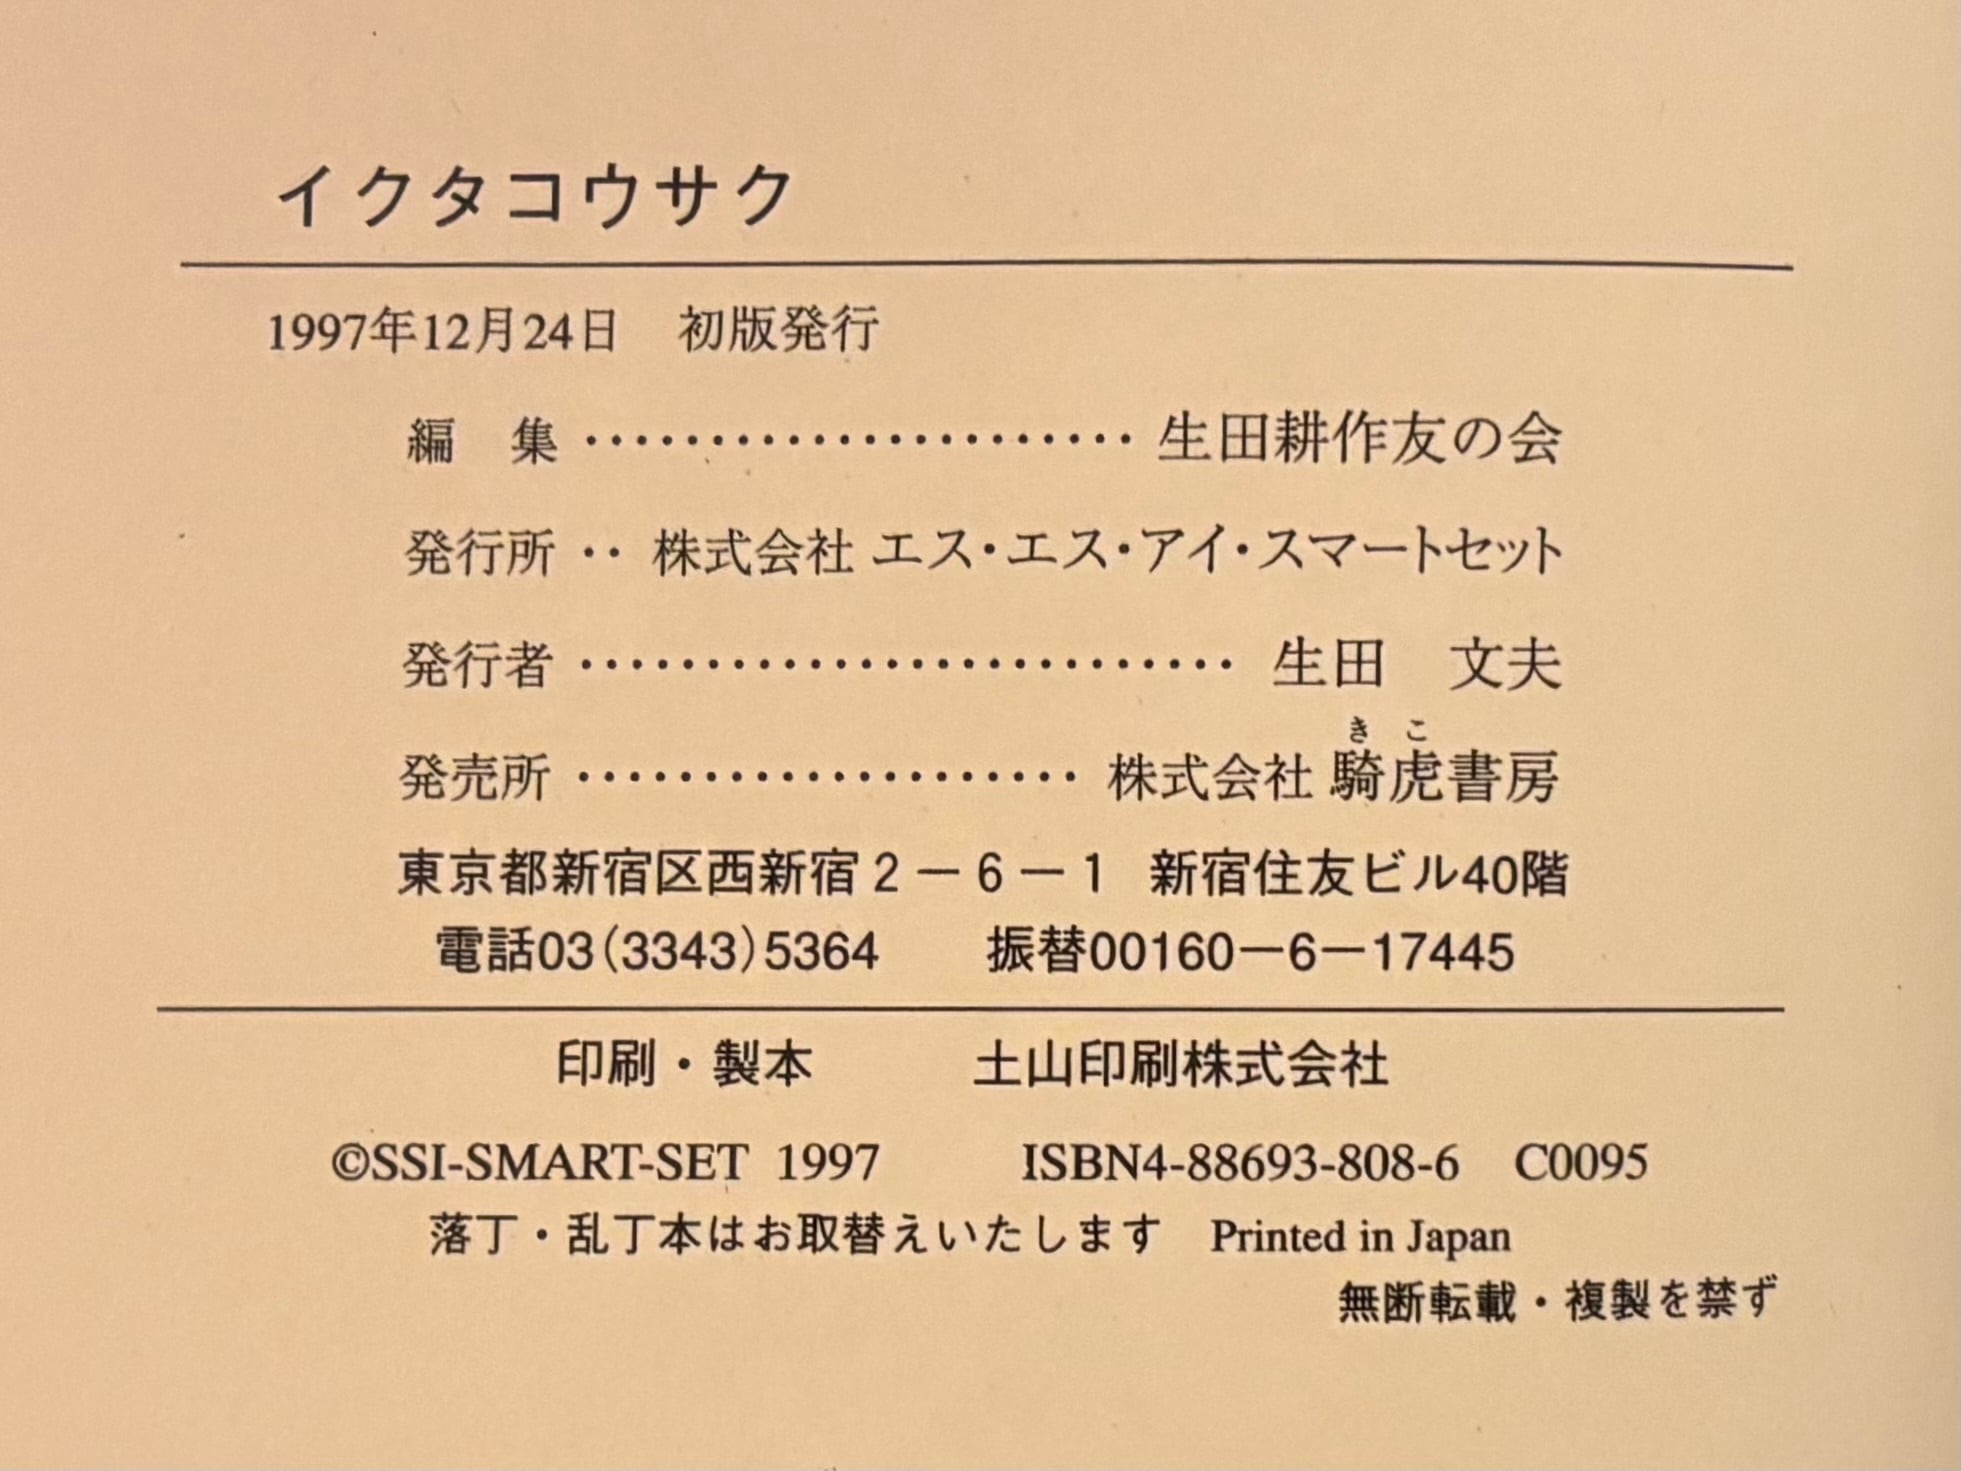 イクタコウサク
1997年12月24日　初版発行
編　集 ······················ 生田耕作友の会
発行所 ·· 株式会社 エス・エス・アイ・スマートセット
発行者 ·························· 生田　文夫
きこ
発売所 ···················· 株式会社 騎虎書房
東京都新宿区西新宿2－6－1　新宿住友ビル40階
電話03(3343)5364　　振替00160－6－17445
印刷・製本　　　土山印刷株式会社
©SSI-SMART-SET 1997　　ISBN4-88693-808-6　C0095
落丁・乱丁本はお取替えいたします　Printed in Japan
無断転載・複製を禁ず